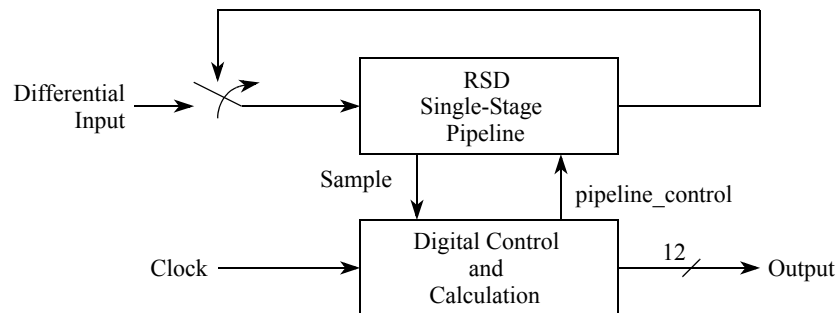 RSD
Single-Stage
Pipeline
Differential
Input
Sample
pipeline_control
Digital Control
and
Calculation
Clock
12
Output